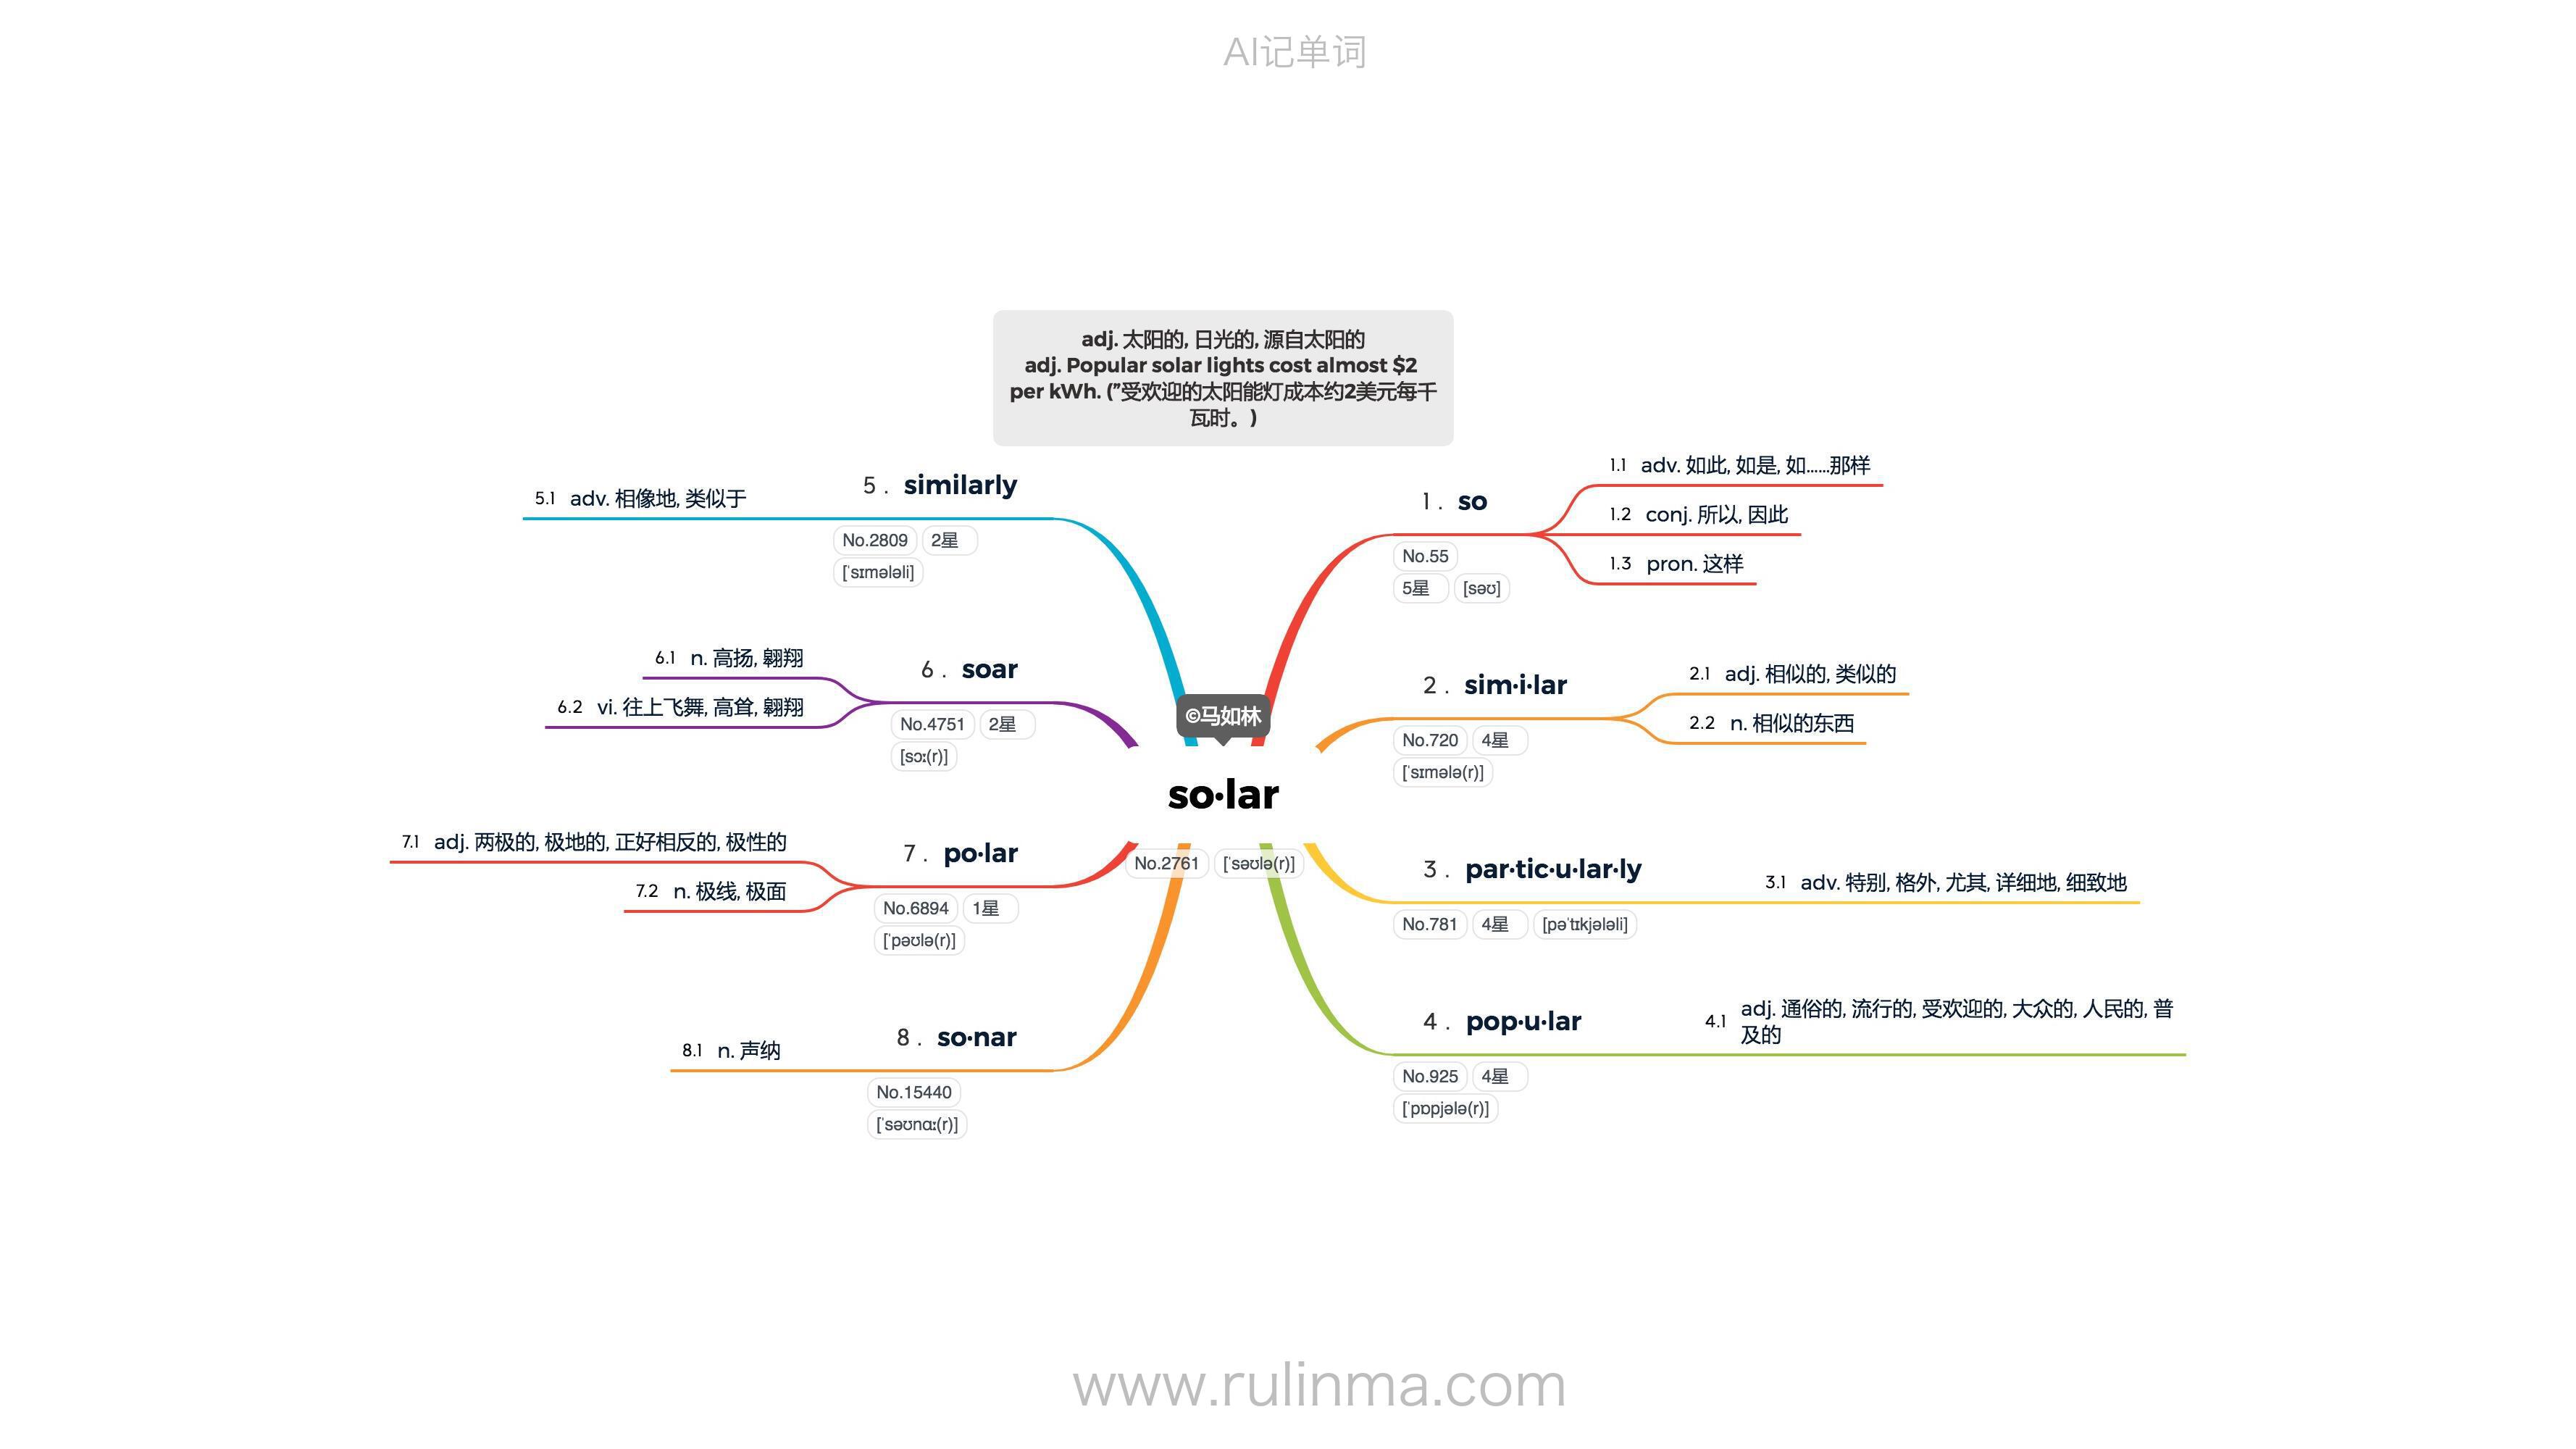 AI记单词
adj. 太阳的, 日光的, 源自太阳的
adj. Popular solar lights cost almost $2
per kWh. (”受欢迎的太阳能灯成本约2美元每千
瓦时。)
©马如林
so·lar
No.2761 [ˈsəʊlə(r)]
1 . so
No.55
5星 [səʊ]
1.1 adv. 如此, 如是, 如……那样
1.2 conj. 所以, 因此
1.3 pron. 这样
2 . sim·i·lar
No.720 4星
[ˈsɪmələ(r)]
2.1 adj. 相似的, 类似的
2.2 n. 相似的东西
3 . par·tic·u·lar·ly
No.781 4星 [pəˈtɪkjələli]
3.1 adv. 特别, 格外, 尤其, 详细地, 细致地
4 . pop·u·lar
No.925 4星
[ˈpɒpjələ(r)]
4.1 adj. 通俗的, 流行的, 受欢迎的, 大众的, 人民的, 普
及的
5 . similarly
No.2809 2星
[ˈsɪmələli]
5.1 adv. 相像地, 类似于
6 . soar
No.4751 2星
[sɔː(r)]
6.1 n. 高扬, 翱翔
6.2 vi. 往上飞舞, 高耸, 翱翔
7 . po·lar
No.6894 1星
[ˈpəʊlə(r)]
7.1 adj. 两极的, 极地的, 正好相反的, 极性的
7.2 n. 极线, 极面
8 . so·nar
No.15440
[ˈsəʊnɑː(r)]
8.1 n. 声纳
www.rulinma.com